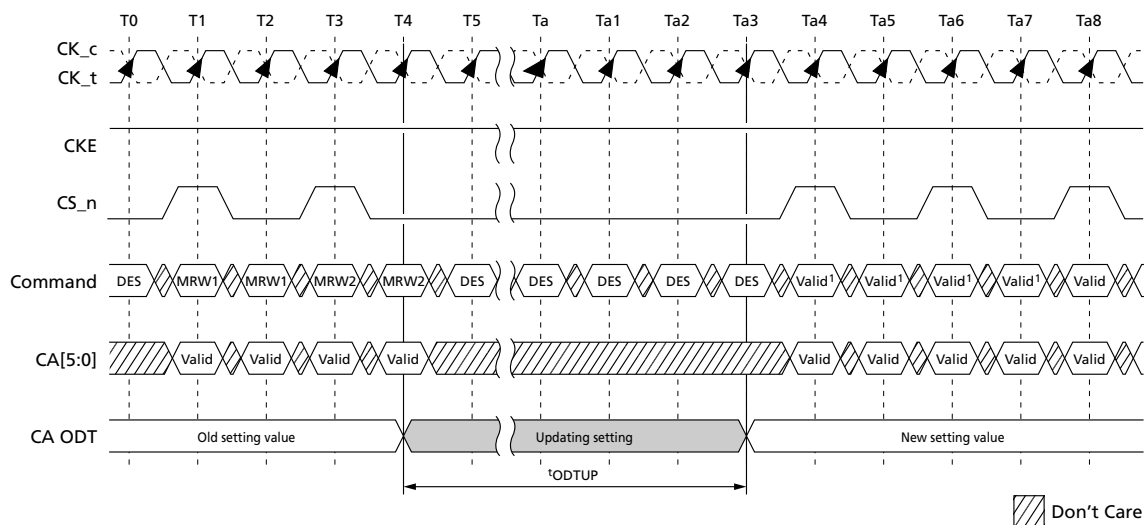 T0 T1 T2 T3 T4 T5 Ta Ta1 Ta2 Ta3 Ta4 Ta5 Ta6 Ta7 Ta8
CK_c
CK_t
CKE
CS_n
Command DES MRW1 MRW1 MRW2 MRW2 DES DES DES DES DES Valid¹ Valid¹ Valid¹ Valid¹ Valid
CA[5:0] Valid Valid Valid Valid Valid Valid Valid Valid Valid
CA ODT Old setting value Updating setting New setting value
ᵗODTUP
Don't Care